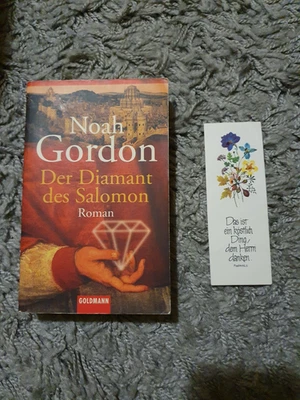 Noah
Gordon
Der Diamant
des Salomon
Roman
GOLDMANN
Das ist
ein köstlich
Ding,
dem Herrn
danken.